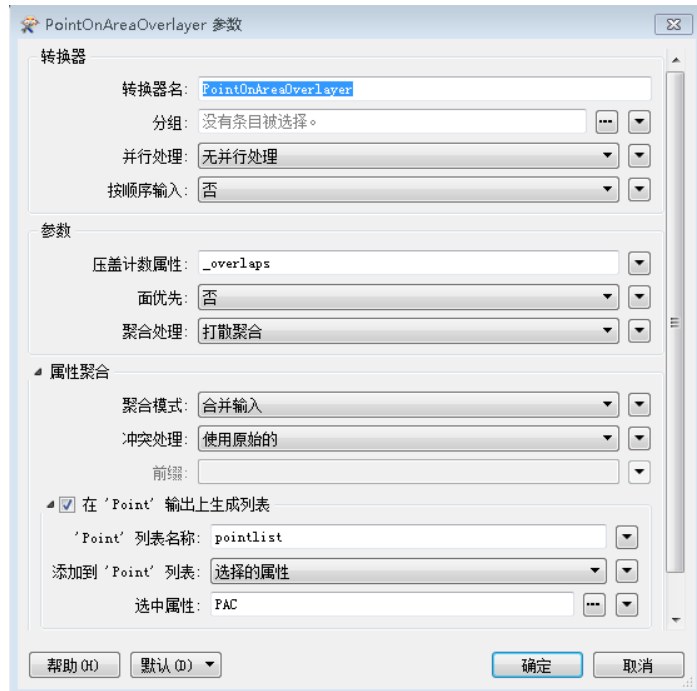 PointOnAreaOverlayer 参数
转换器
转换器名: PointOnAreaOverlayer
分组: 没有条目被选择。
并行处理: 无并行处理
按顺序输入: 否
参数
压盖计数属性: _overlaps
面优先: 否
聚合处理: 打散聚合
属性聚合
聚合模式: 合并输入
冲突处理: 使用原始的
前缀:
在 'Point' 输出上生成列表
'Point' 列表名称: pointlist
添加到 'Point' 列表: 选择的属性
选中属性: PAC
帮助(H) 默认(D) 确定 取消